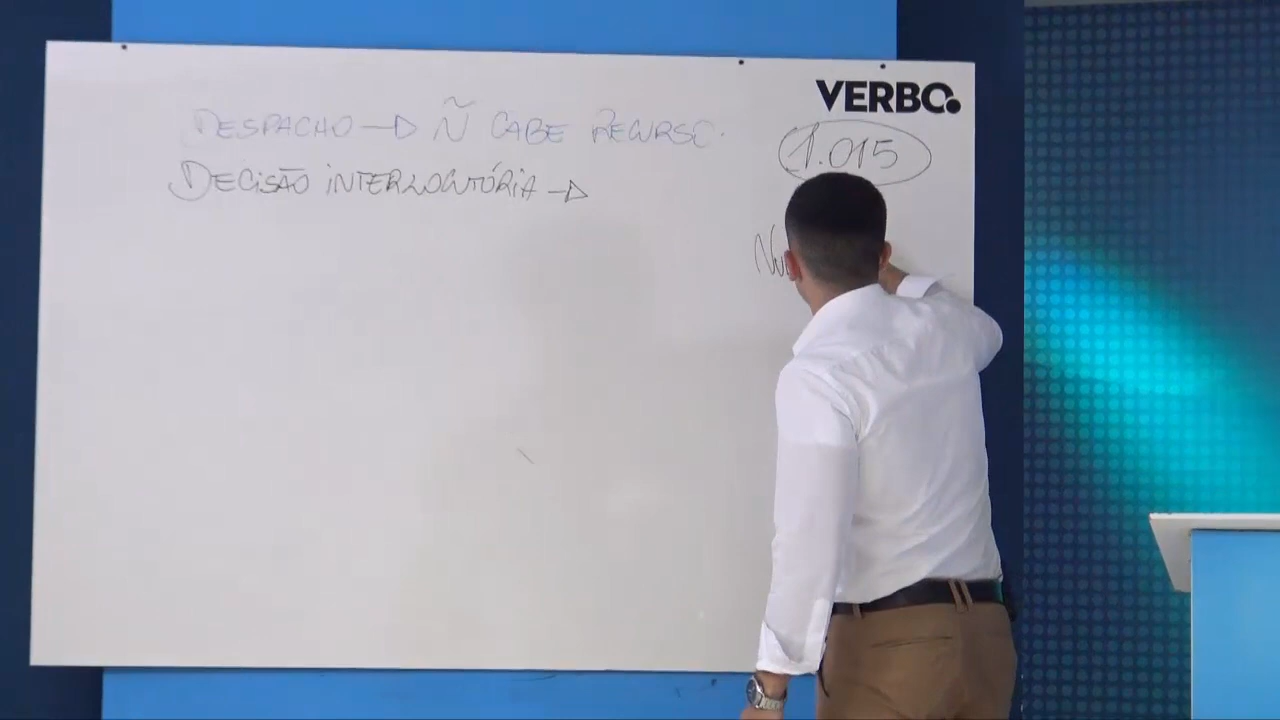 VERBO.
DESPACHO → Ñ CABE RECURSO.
1.015
DECISÃO INTERLOCUTÓRIA →